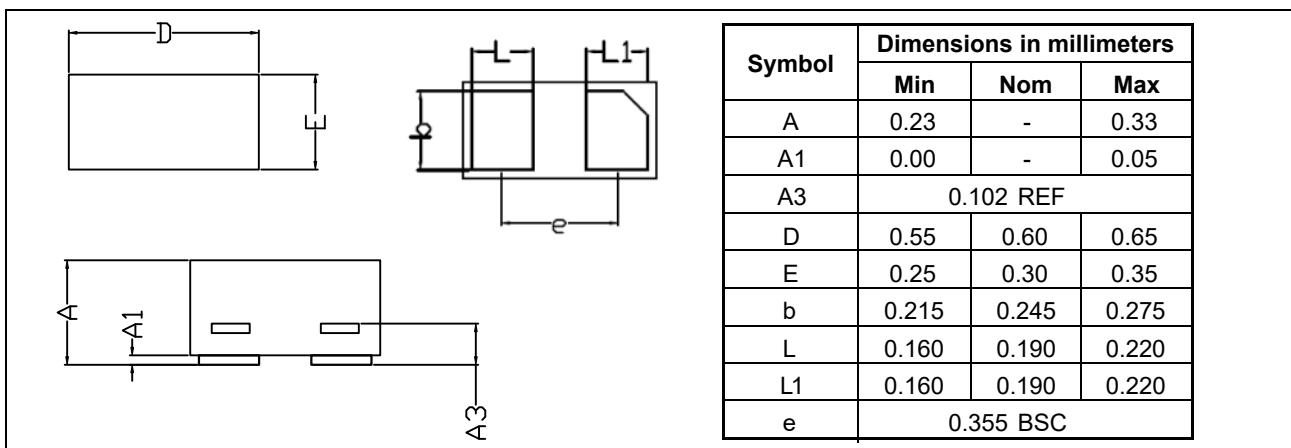 D
E
L
L1
b
e
A
A1
A3
Symbol Dimensions in millimeters
Min Nom Max
A 0.23 - 0.33
A1 0.00 - 0.05
A3 0.102 REF
D 0.55 0.60 0.65
E 0.25 0.30 0.35
b 0.215 0.245 0.275
L 0.160 0.190 0.220
L1 0.160 0.190 0.220
e 0.355 BSC